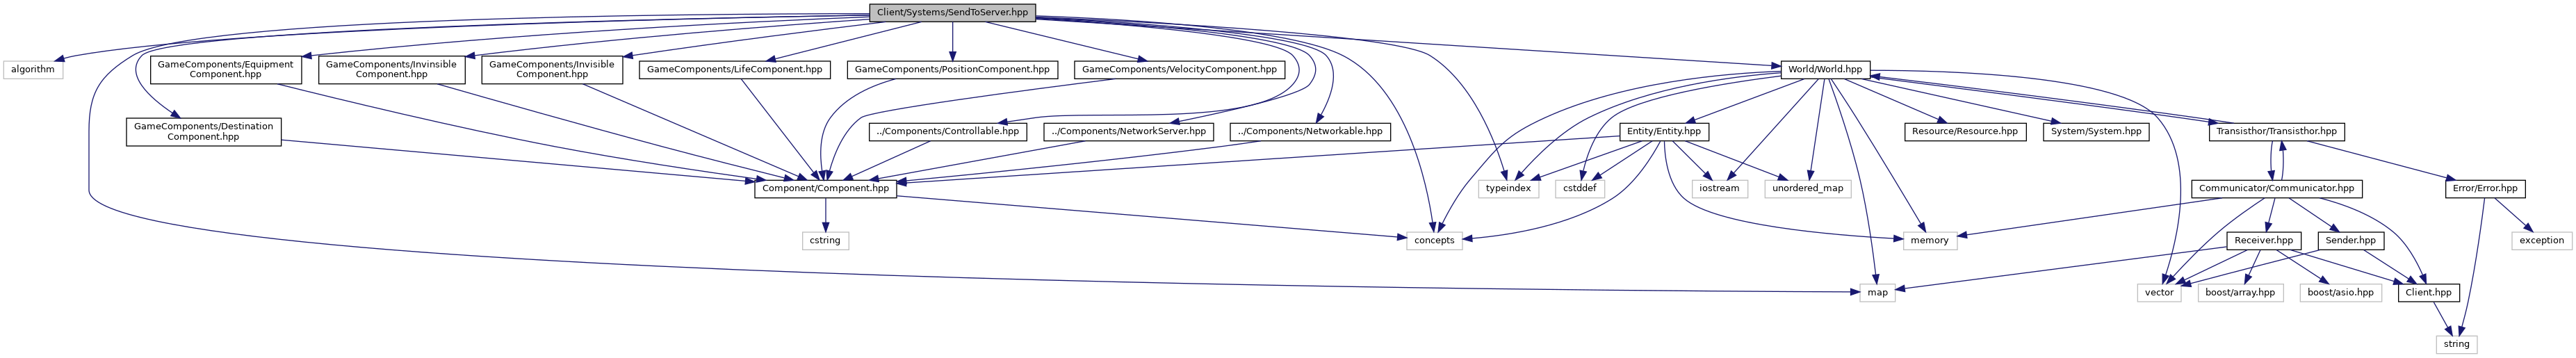 Client/Systems/SendToServer.hpp
algorithm
GameComponents/Equipment
Component.hpp
GameComponents/Invinsible
Component.hpp
GameComponents/Invisible
Component.hpp
GameComponents/LifeComponent.hpp
GameComponents/PositionComponent.hpp
GameComponents/VelocityComponent.hpp
World/World.hpp
GameComponents/Destination
Component.hpp
../Components/Controllable.hpp
../Components/NetworkServer.hpp
../Components/Networkable.hpp
Entity/Entity.hpp
Resource/Resource.hpp
System/System.hpp
Transisthor/Transisthor.hpp
Component/Component.hpp
typeindex
cstddef
iostream
unordered_map
Communicator/Communicator.hpp
Error/Error.hpp
cstring
concepts
memory
Receiver.hpp
Sender.hpp
exception
map
vector
boost/array.hpp
boost/asio.hpp
Client.hpp
string